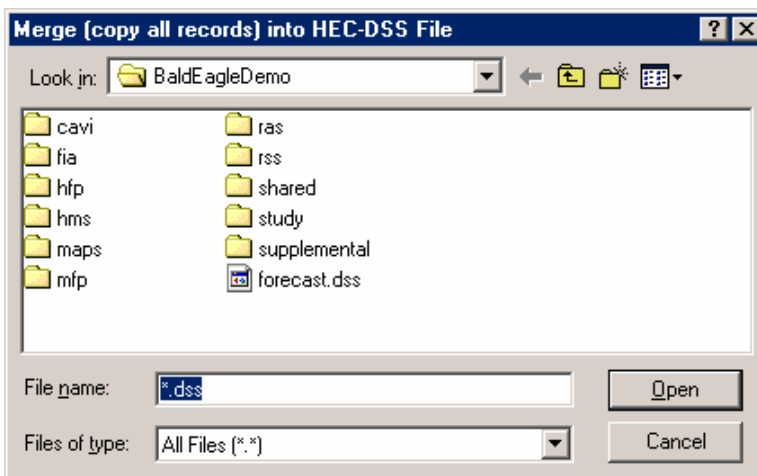 Merge (copy all records) into HEC-DSS File
Look in: BaldEagleDemo
cavi
fia
hfp
hms
maps
mfp
ras
rss
shared
study
supplemental
forecast.dss
File name: *.dss Open
Files of type: All Files (*.*) Cancel